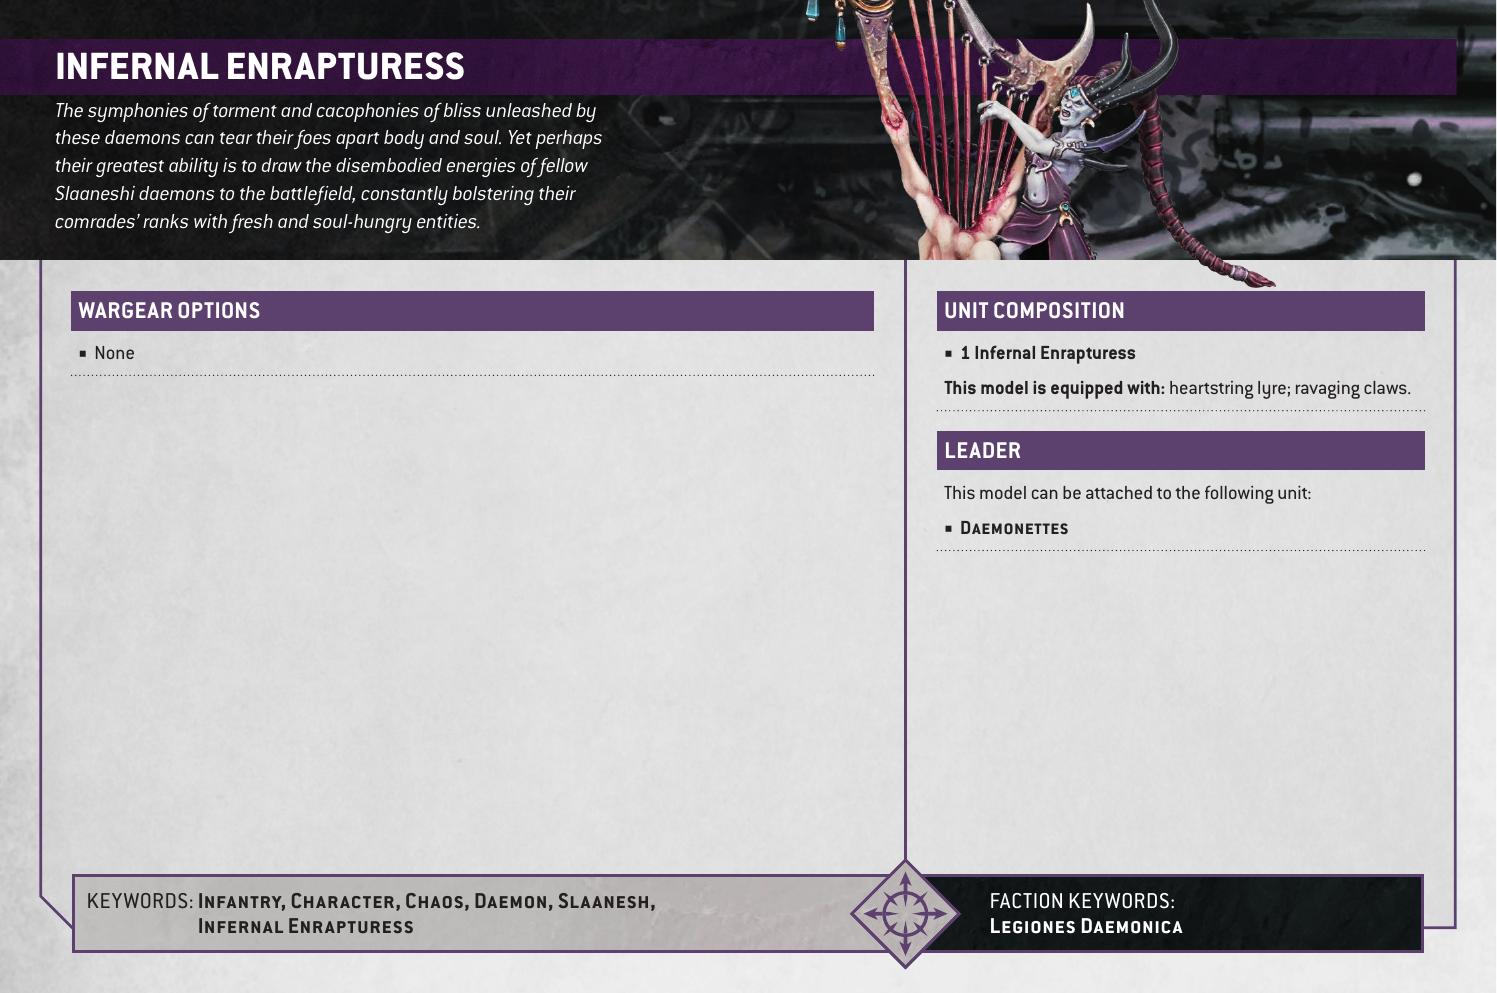 INFERNAL ENRAPTURESS
The symphonies of torment and cacophonies of bliss unleashed by
these daemons can tear their foes apart body and soul. Yet perhaps
their greatest ability is to draw the disembodied energies of fellow
Slaaneshi daemons to the battlefield, constantly bolstering their
comrades’ ranks with fresh and soul-hungry entities.
WARGEAR OPTIONS
▪ None
UNIT COMPOSITION
▪ 1 Infernal Enrapturess
This model is equipped with: heartstring lyre; ravaging claws.
LEADER
This model can be attached to the following unit:
▪ DAEMONETTES
KEYWORDS: INFANTRY, CHARACTER, CHAOS, DAEMON, SLAANESH,
INFERNAL ENRAPTURESS
FACTION KEYWORDS:
LEGIONES DAEMONICA